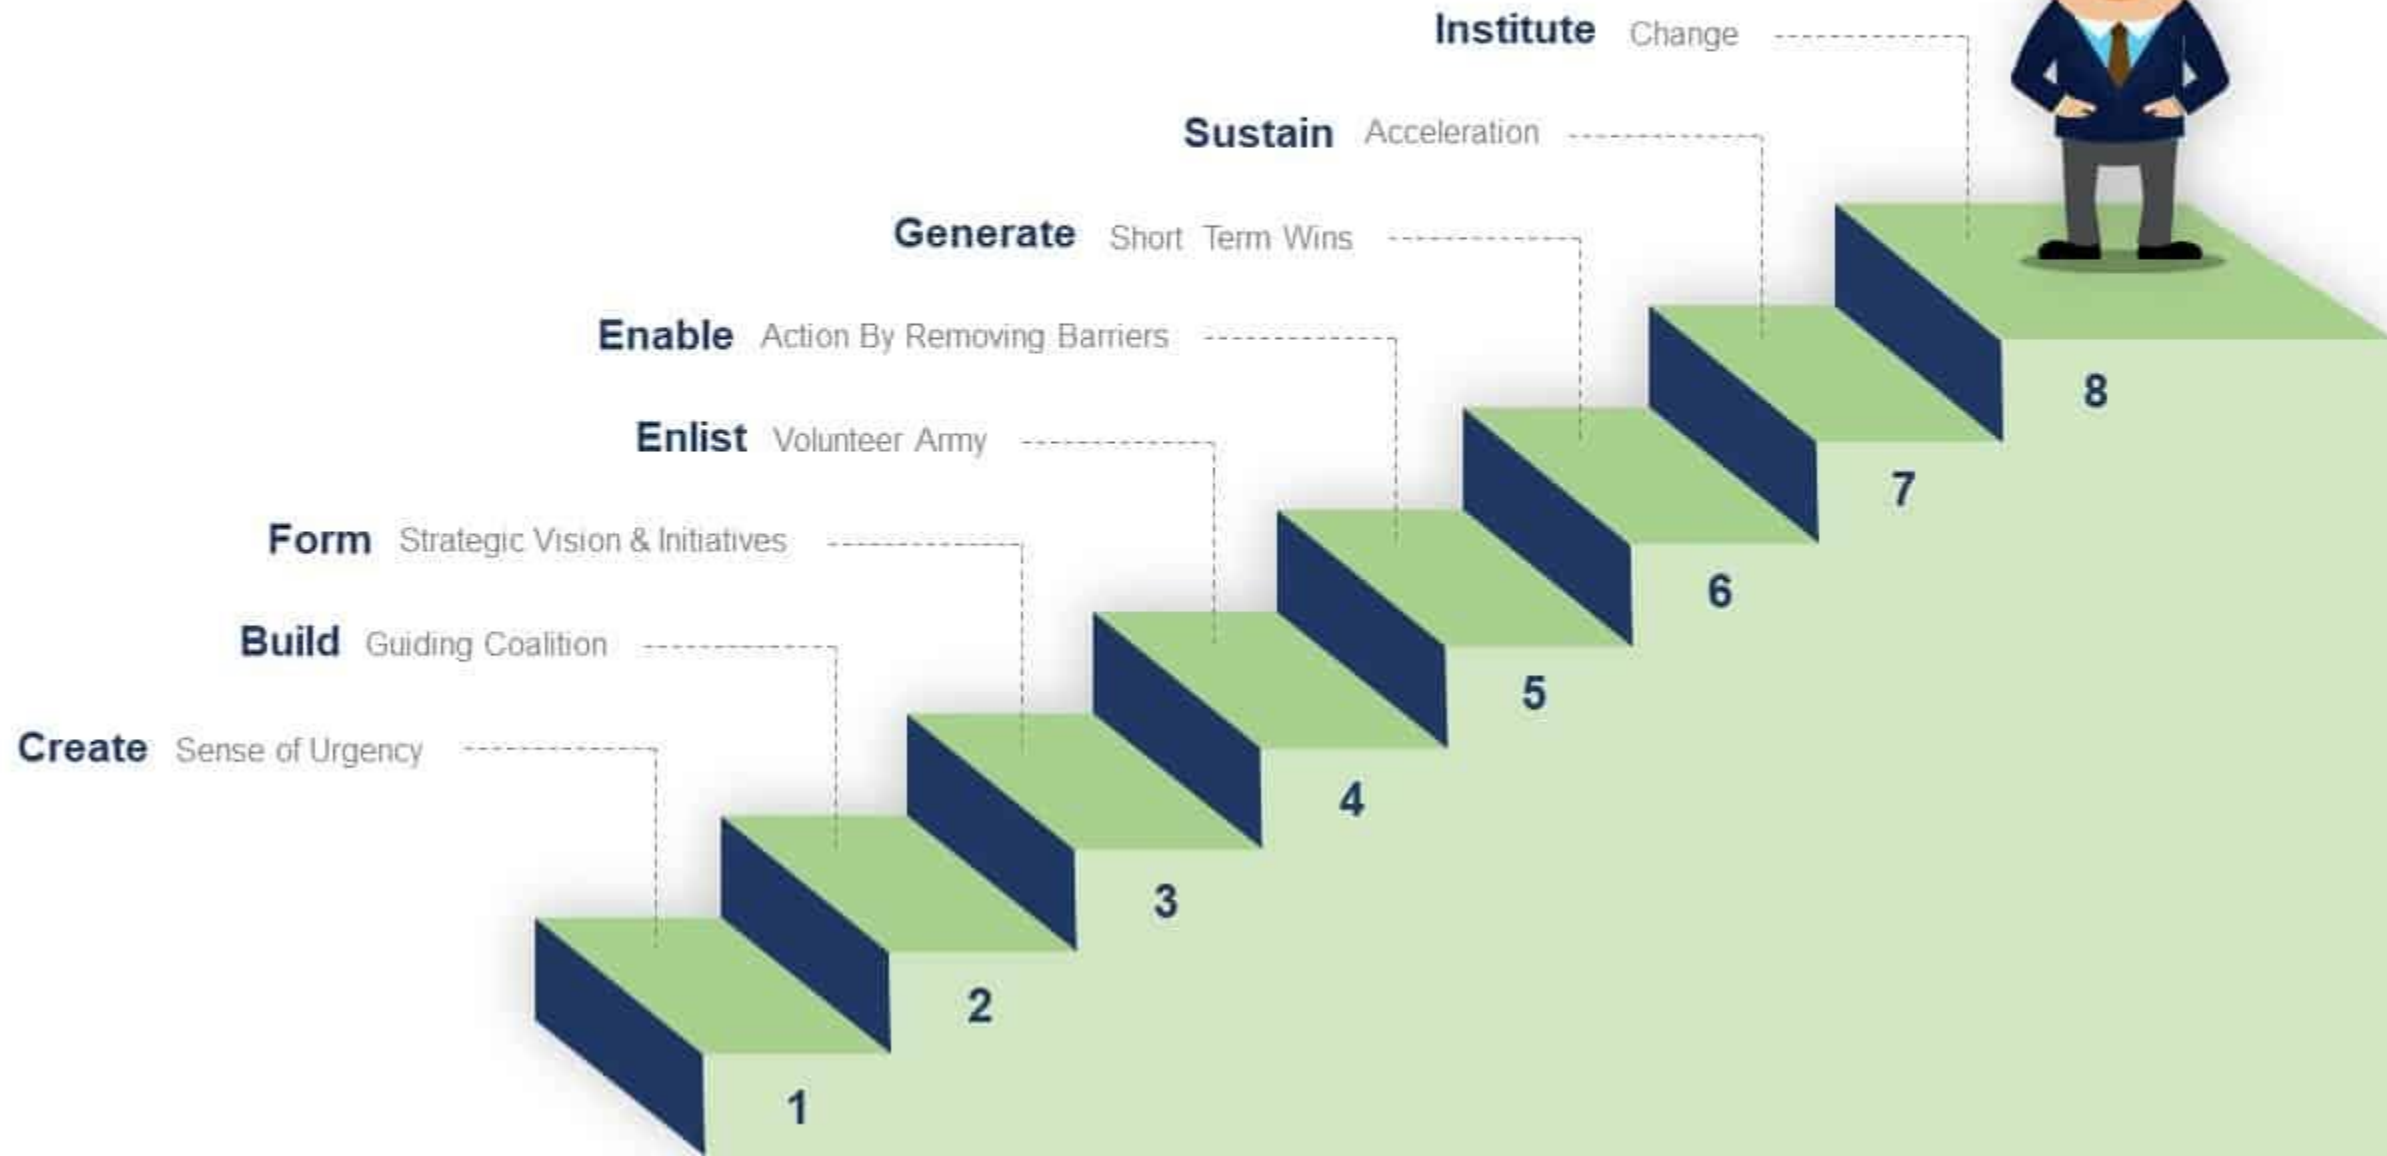 Institute Change
Sustain Acceleration
Generate Short Term Wins
Enable Action By Removing Barriers
Enlist Volunteer Army
Form Strategic Vision & Initiatives
Build Guiding Coalition
Create Sense of Urgency
8
7
6
5
4
3
2
1